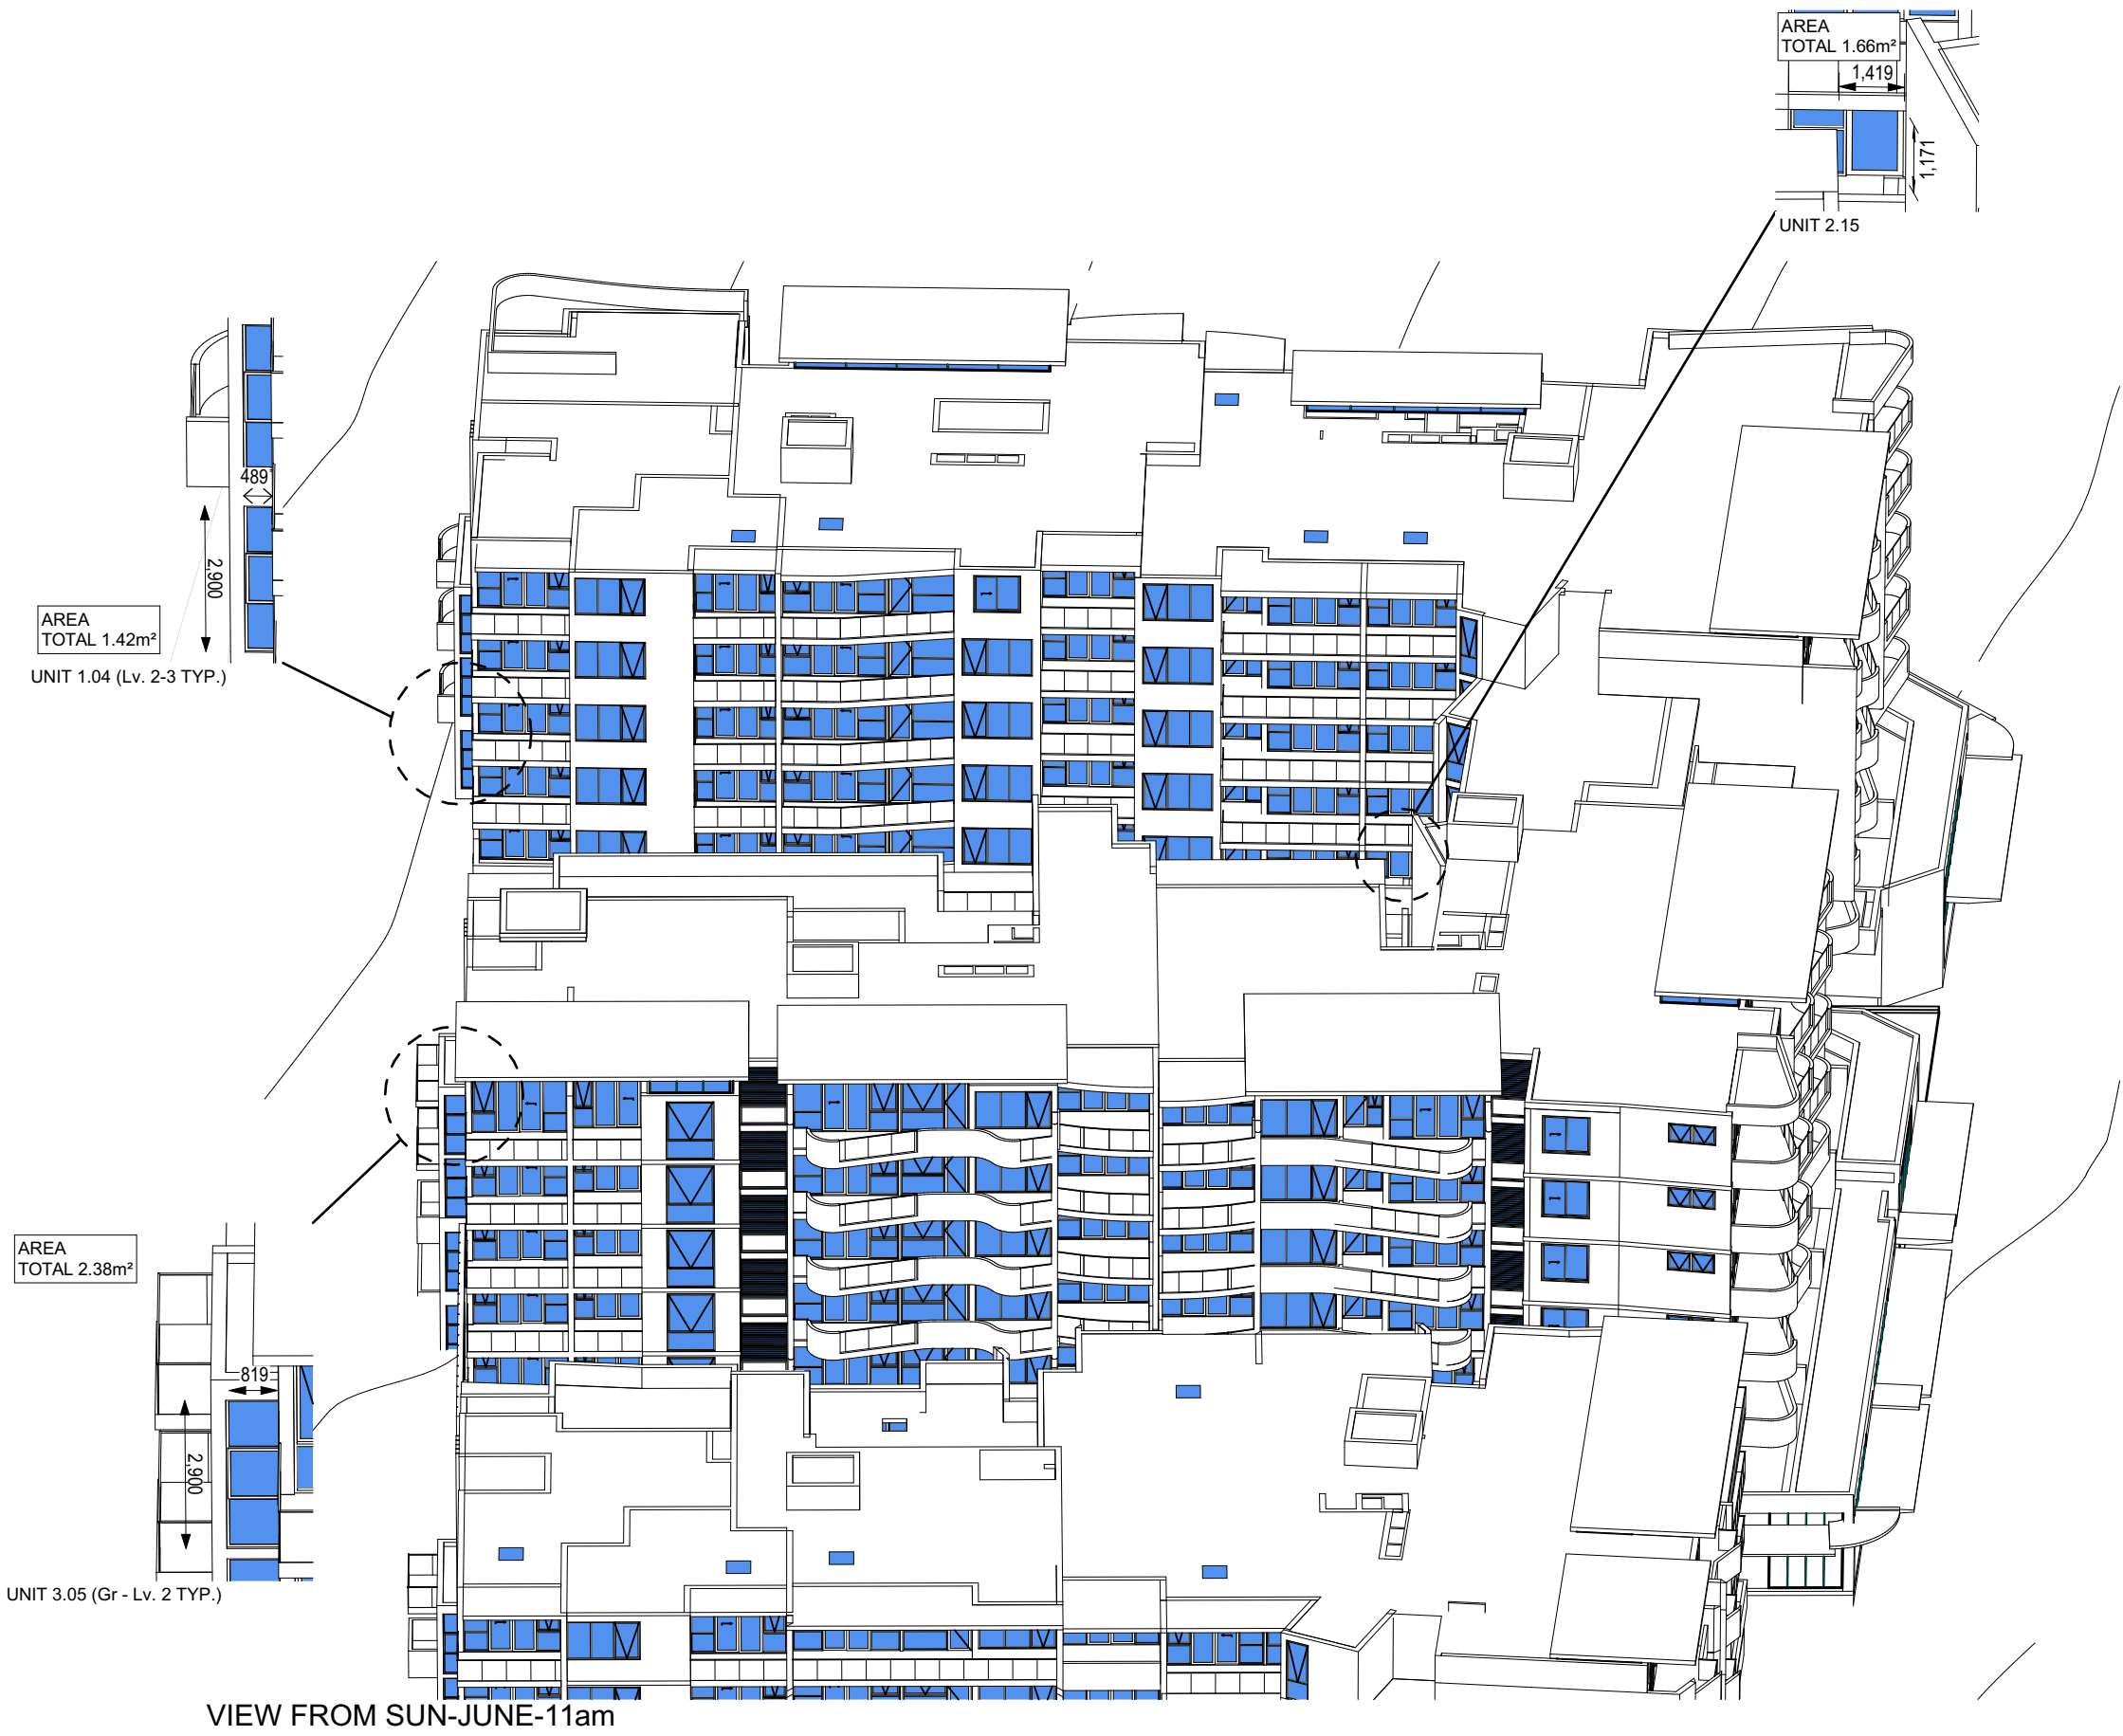 AREA
TOTAL 1.66m²
1,419
1,171
UNIT 2.15
489
2,900
AREA
TOTAL 1.42m²
UNIT 1.04 (Lv. 2-3 TYP.)
AREA
TOTAL 2.38m²
819
2,900
UNIT 3.05 (Gr - Lv. 2 TYP.)
VIEW FROM SUN-JUNE-11am